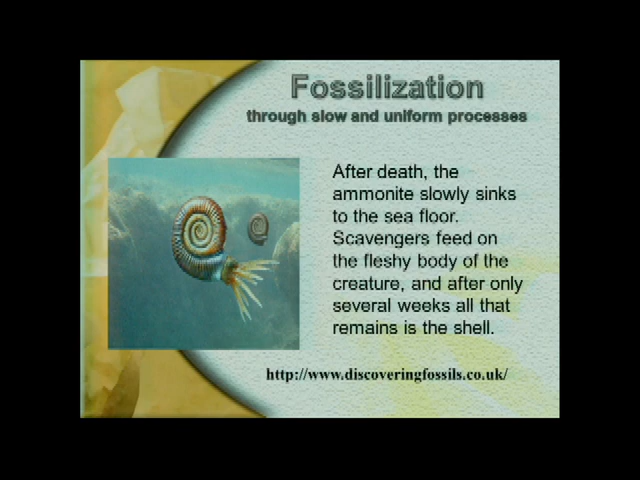 Fossilization
through slow and uniform processes
After death, the
ammonite slowly sinks
to the sea floor.
Scavengers feed on
the fleshy body of the
creature, and after only
several weeks all that
remains is the shell.
http://www.discoveringfossils.co.uk/